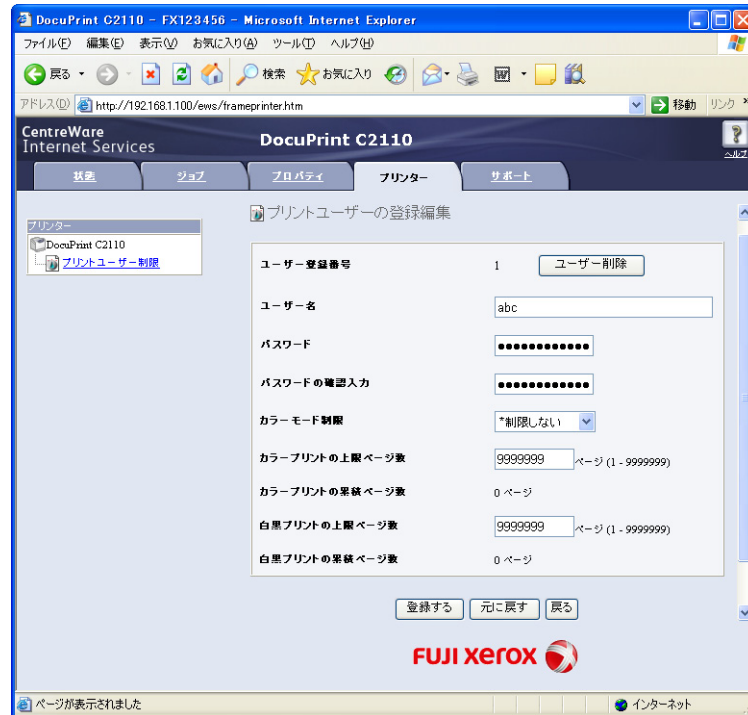 DocuPrint C2110 - FX123456 - Microsoft Internet Explorer
ファイル(F) 編集(E) 表示(V) お気に入り(A) ツール(T) ヘルプ(H)
戻る 検索 お気に入り
アドレス(D) http://192.168.1.100/ews/frameprinter.htm 移動 リンク »
CentreWare
Internet Services
DocuPrint C2110
ヘルプ
状態 ジョブ プロパティ プリンター サポート
プリンター
DocuPrint C2110
プリントユーザー制限
プリントユーザーの登録編集
ユーザー登録番号 1 ユーザー削除
ユーザー名 abc
パスワード ●●●●●●●●●●●●
パスワードの確認入力 ●●●●●●●●●●●●
カラーモード制限 *制限しない
カラープリントの上限ページ数 9999999 ページ (1 - 9999999)
カラープリントの累積ページ数 0 ページ
白黒プリントの上限ページ数 9999999 ページ (1 - 9999999)
白黒プリントの累積ページ数 0 ページ
登録する 元に戻す 戻る
FUJI xerox
ページが表示されました インターネット